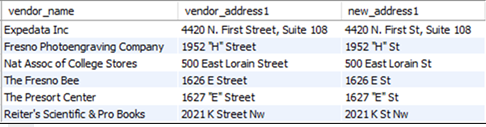 vendor_name vendor_address1 new_address1
Expedata Inc 4420 N. First Street, Suite 108 4420 N. First St, Suite 108
Fresno Photoengraving Company 1952 "H" Street 1952 "H" St
Nat Assoc of College Stores 500 East Lorain Street 500 East Lorain St
The Fresno Bee 1626 E Street 1626 E St
The Presort Center 1627 "E" Street 1627 "E" St
Reiter's Scientific & Pro Books 2021 K Street Nw 2021 K St Nw